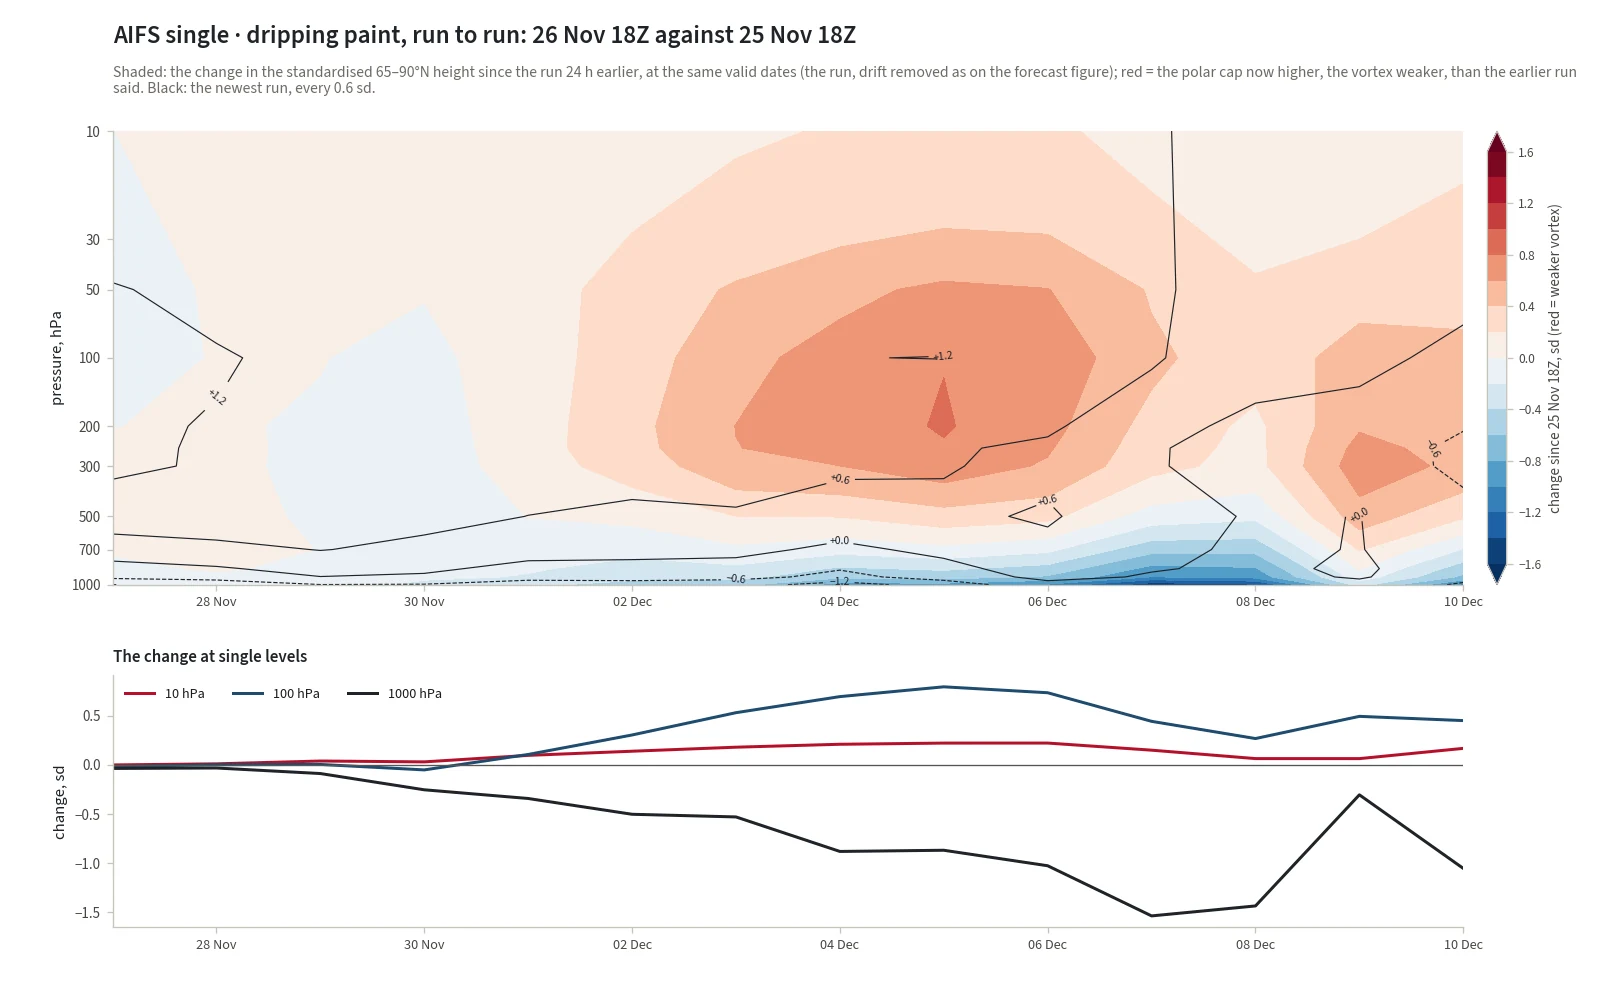 AIFS single · dripping paint, run to run: 26 Nov 18Z against 25 Nov 18Z
Shaded: the change in the standardised 65–90°N height since the run 24 h earlier, at the same valid dates (the run, drift removed as on the forecast figure); red = the polar cap now higher, the vortex weaker, than the earlier run
said. Black: the newest run, every 0.6 sd.
pressure, hPa
10
30
50
100
200
300
500
700
1000
+1.2
+1.2
+0.6
+0.6
+0.0
+0.0
−0.6
−0.6
−1.2
28 Nov
30 Nov
02 Dec
04 Dec
06 Dec
08 Dec
10 Dec
1.6
1.2
0.8
0.4
0.0
−0.4
−0.8
−1.2
−1.6
change since 25 Nov 18Z, sd (red = weaker vortex)
The change at single levels
10 hPa
100 hPa
1000 hPa
change, sd
0.5
0.0
−0.5
−1.0
−1.5
28 Nov
30 Nov
02 Dec
04 Dec
06 Dec
08 Dec
10 Dec